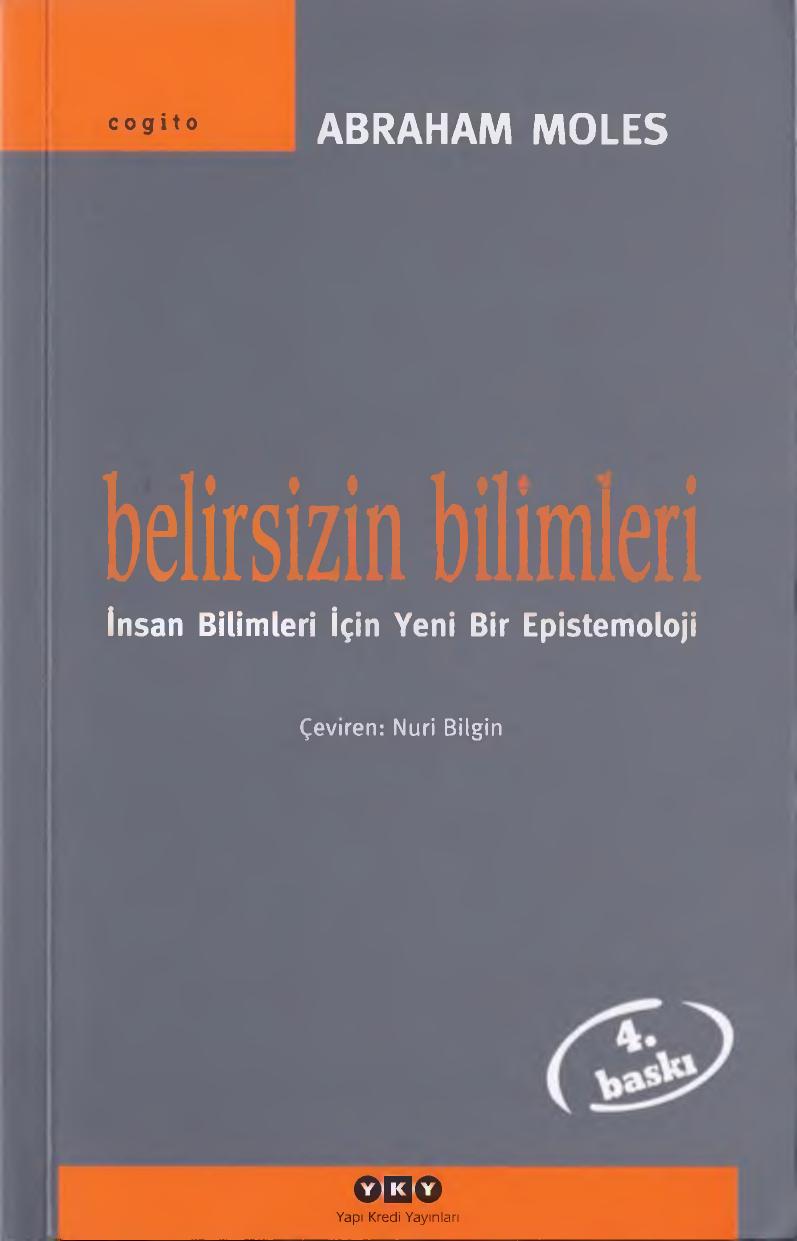 cogito
ABRAHAM MOLES
belirsizin bilimleri
İnsan Bilimleri İçin Yeni Bir Epistemoloji
Çeviren: Nuri Bilgin
4.
baskı
YKY
Yapı Kredi Yayınları